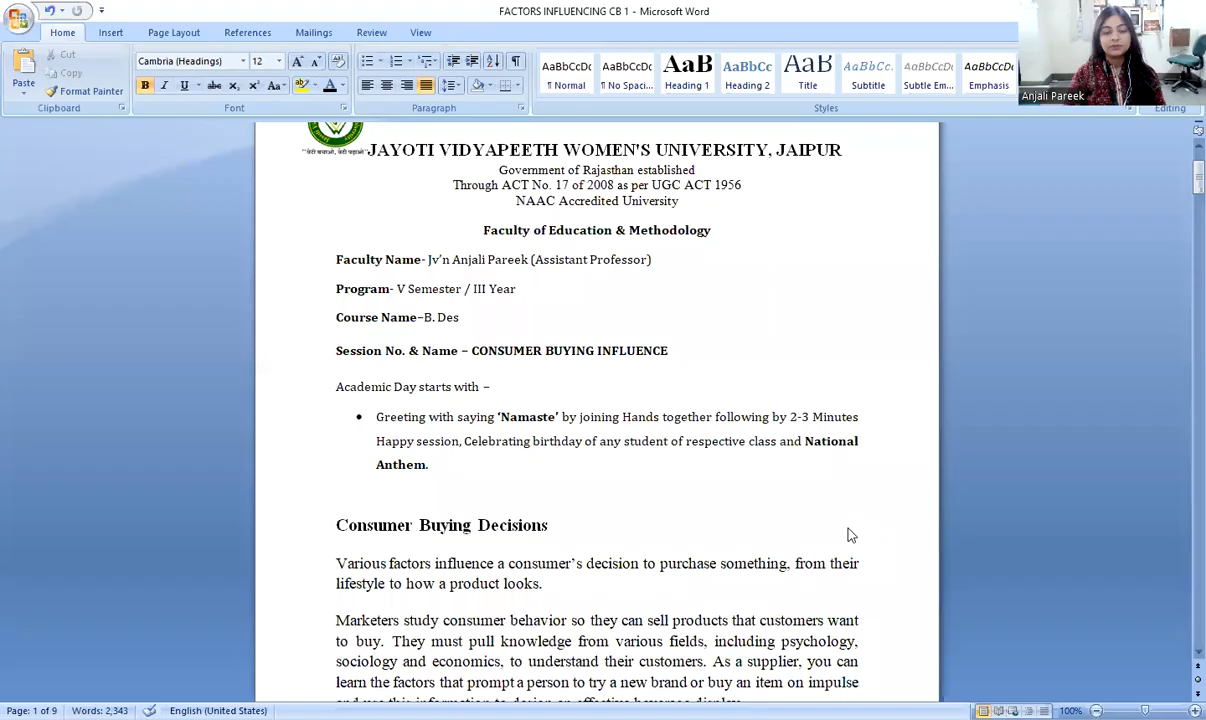 FACTORS INFLUENCING CB 1 - Microsoft Word
Home Insert Page Layout References Mailings Review View
Cut
Copy
Paste
Format Painter
Cambria (Headings) 12
AaBbCcDc AaBbCcDc AaB AaBbCc AaBbC AaBbCcL AaBbCcDt AaBbCcDt
¶ Normal ¶ No Spaci... Heading 1 Heading 2 Title Subtitle Subtle Em... Emphasis
Clipboard Font Paragraph Styles Editing
Anjali Pareek
JAYOTI VIDYAPEETH WOMEN'S UNIVERSITY, JAIPUR
Government of Rajasthan established
Through ACT No. 17 of 2008 as per UGC ACT 1956
NAAC Accredited University
Faculty of Education & Methodology
Faculty Name- Jv’n Anjali Pareek (Assistant Professor)
Program- V Semester / III Year
Course Name–B. Des
Session No. & Name – CONSUMER BUYING INFLUENCE
Academic Day starts with –
• Greeting with saying ‘Namaste’ by joining Hands together following by 2-3 Minutes
Happy session, Celebrating birthday of any student of respective class and National
Anthem.
Consumer Buying Decisions
Various factors influence a consumer’s decision to purchase something, from their
lifestyle to how a product looks.
Marketers study consumer behavior so they can sell products that customers want
to buy. They must pull knowledge from various fields, including psychology,
sociology and economics, to understand their customers. As a supplier, you can
learn the factors that prompt a person to try a new brand or buy an item on impulse
Page: 1 of 9 Words: 2,343 English (United States) 100%